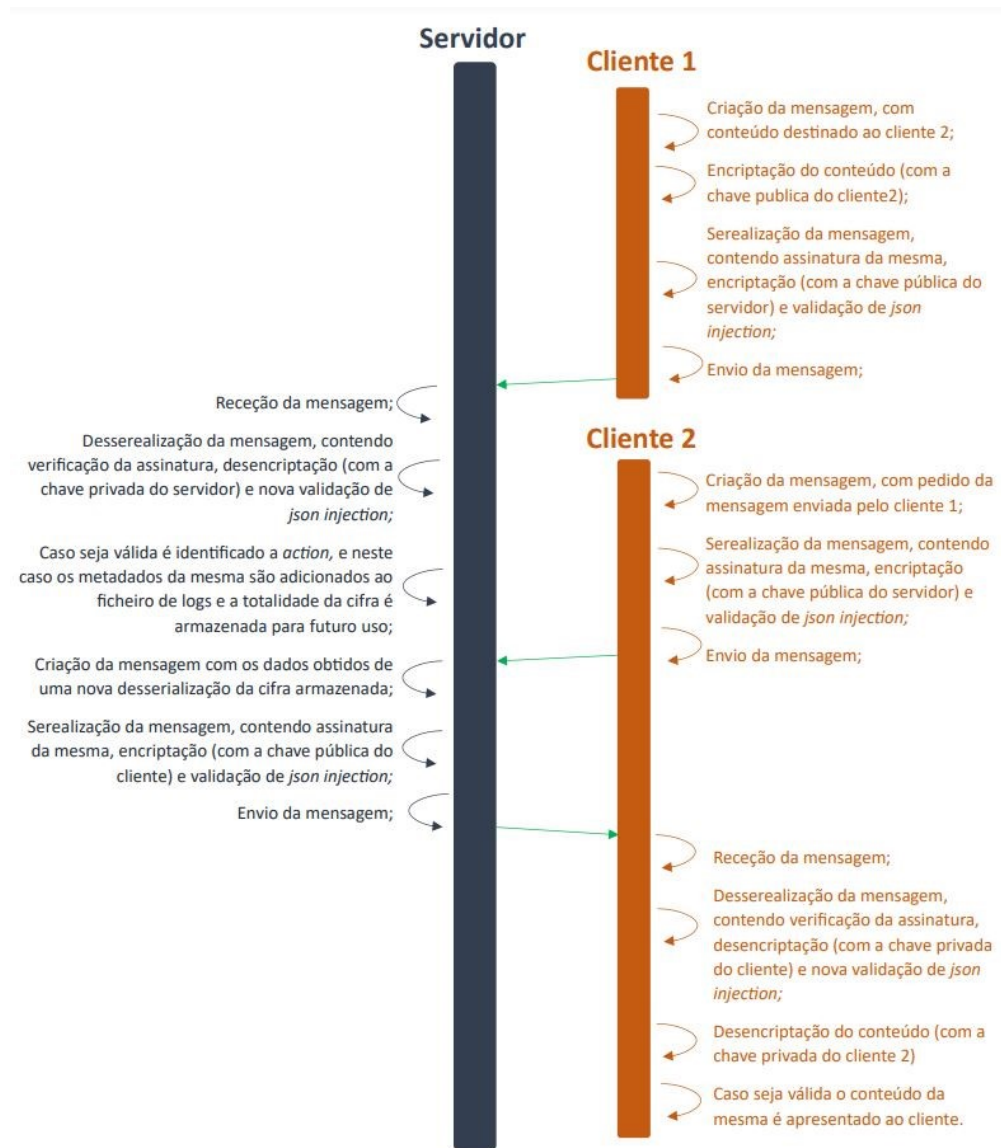 Servidor
Cliente 1
Criação da mensagem, com
conteúdo destinado ao cliente 2;
Encriptação do conteúdo (com a
chave publica do cliente2);
Serealização da mensagem,
contendo assinatura da mesma,
encriptação (com a chave pública do
servidor) e validação de json
injection;
Envio da mensagem;
Receção da mensagem;
Desserealização da mensagem, contendo
verificação da assinatura, desencriptação (com a
chave privada do servidor) e nova validação de
json injection;
Caso seja válida é identificado a action, e neste
caso os metadados da mesma são adicionados ao
ficheiro de logs e a totalidade da cifra é
armazenada para futuro uso;
Cliente 2
Criação da mensagem, com pedido da
mensagem enviada pelo cliente 1;
Serealização da mensagem, contendo
assinatura da mesma, encriptação
(com a chave pública do servidor) e
validação de json injection;
Envio da mensagem;
Criação da mensagem com os dados obtidos de
uma nova desserialização da cifra armazenada;
Serealização da mensagem, contendo assinatura
da mesma, encriptação (com a chave pública do
cliente) e validação de json injection;
Envio da mensagem;
Receção da mensagem;
Desserealização da mensagem,
contendo verificação da assinatura,
desencriptação (com a chave privada
do cliente) e nova validação de json
injection;
Desencriptação do conteúdo (com a
chave privada do cliente 2)
Caso seja válida o conteúdo da
mesma é apresentado ao cliente.